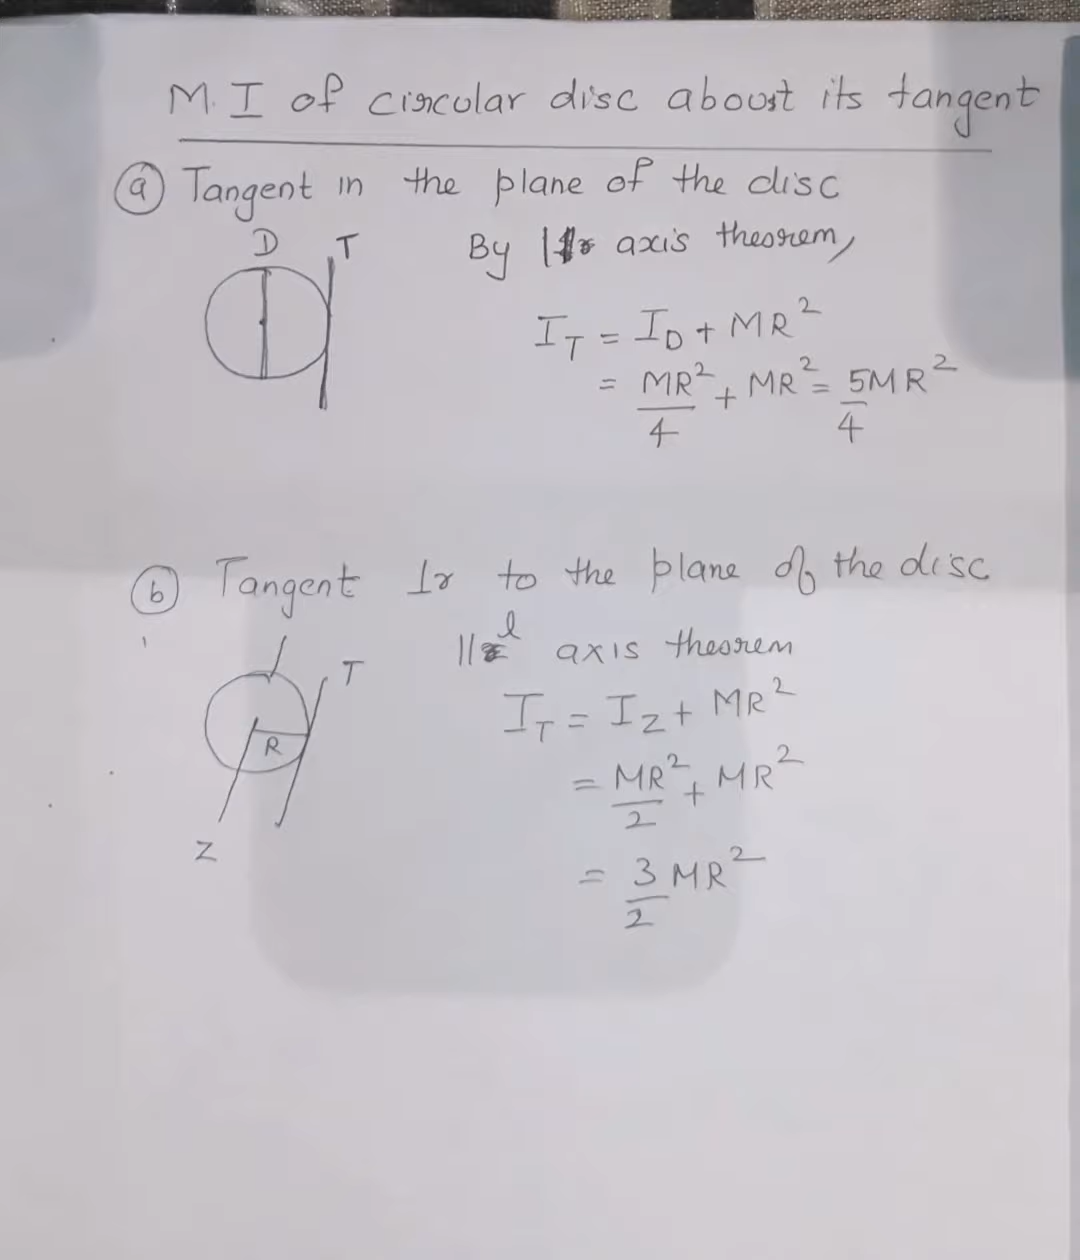 M.I of circular disc about its tangent
(a) Tangent in the plane of the disc
D T
By || axis theorem,
I_T = I_D + MR²
= MR²/4 + MR² = 5MR²/4
(b) Tangent ⊥r to the plane of the disc
||l axis theorem
T
I_T = I_Z + MR²
R
= MR²/2 + MR²
Z
= 3/2 MR²